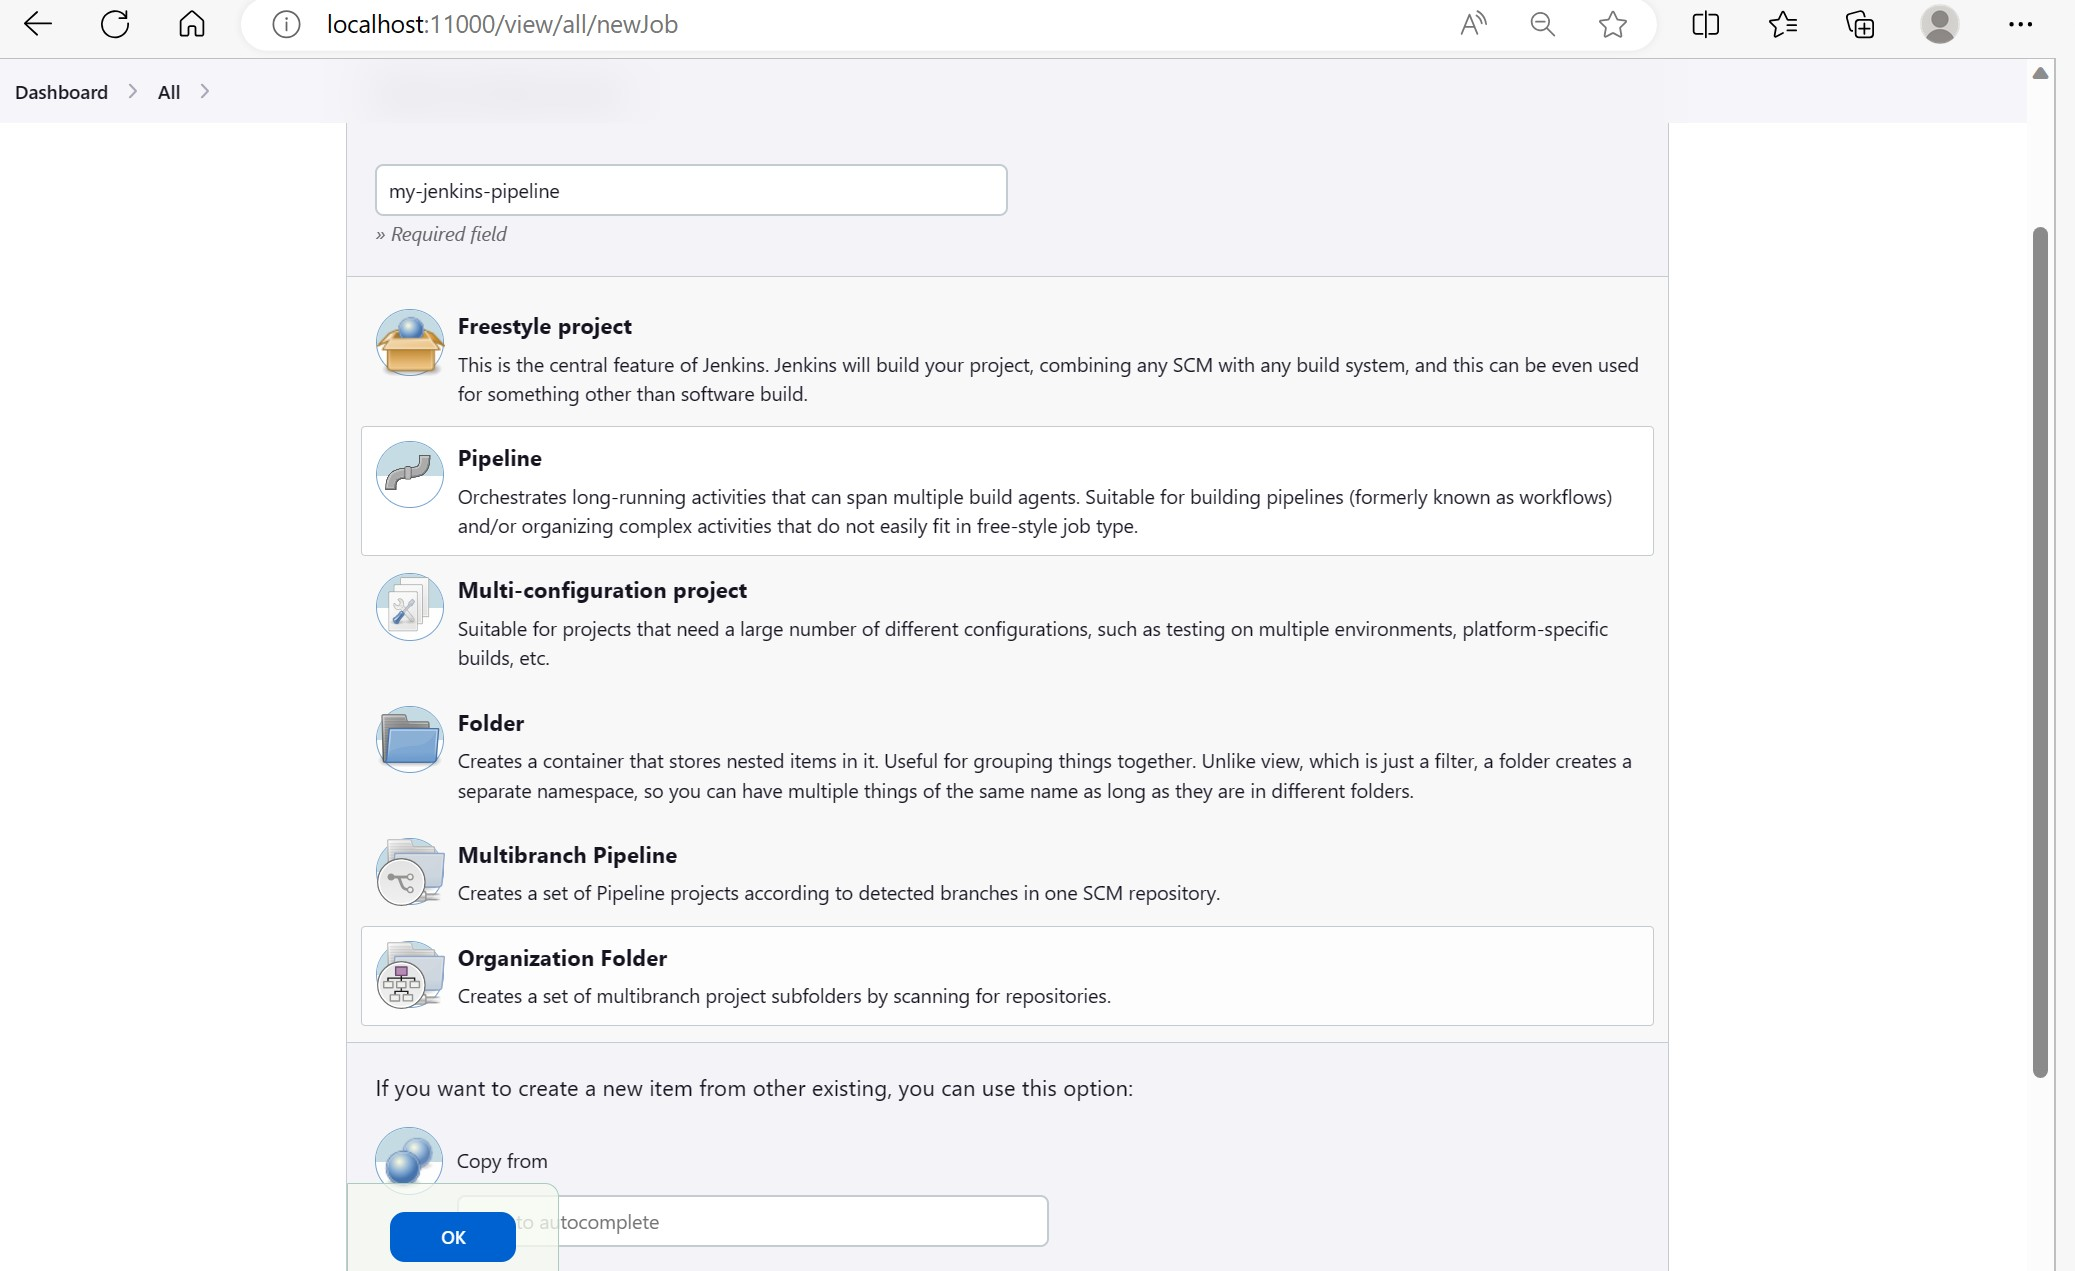 localhost:11000/view/all/newJob
Dashboard > All >
my-jenkins-pipeline
» Required field
Freestyle project
This is the central feature of Jenkins. Jenkins will build your project, combining any SCM with any build system, and this can be even used
for something other than software build.
Pipeline
Orchestrates long-running activities that can span multiple build agents. Suitable for building pipelines (formerly known as workflows)
and/or organizing complex activities that do not easily fit in free-style job type.
Multi-configuration project
Suitable for projects that need a large number of different configurations, such as testing on multiple environments, platform-specific
builds, etc.
Folder
Creates a container that stores nested items in it. Useful for grouping things together. Unlike view, which is just a filter, a folder creates a
separate namespace, so you can have multiple things of the same name as long as they are in different folders.
Multibranch Pipeline
Creates a set of Pipeline projects according to detected branches in one SCM repository.
Organization Folder
Creates a set of multibranch project subfolders by scanning for repositories.
If you want to create a new item from other existing, you can use this option:
Copy from
to autocomplete
OK